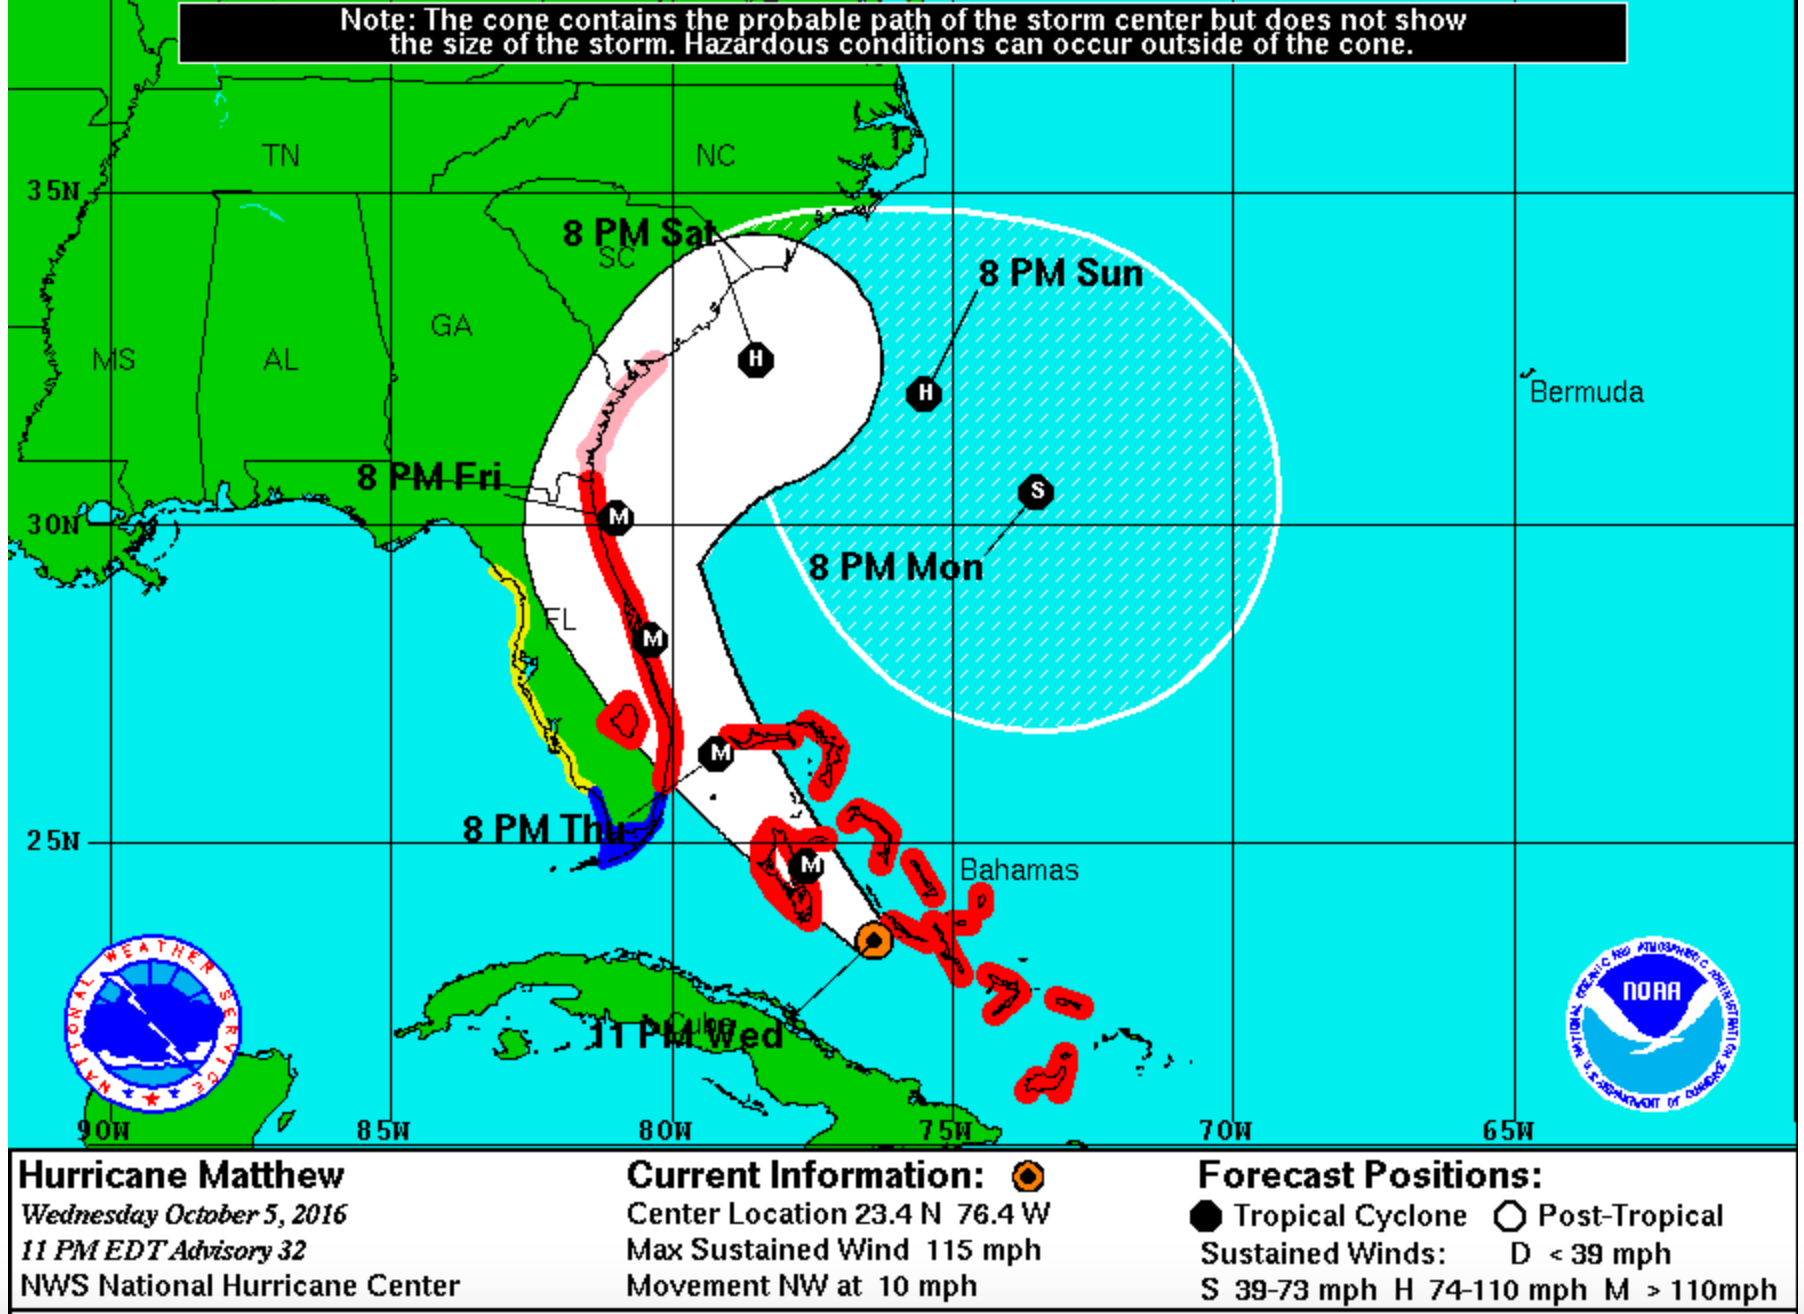 Note: The cone contains the probable path of the storm center but does not show
the size of the storm. Hazardous conditions can occur outside of the cone.
TN
NC
35N
8 PM Sat
SC
8 PM Sun
GA
MS
AL
Bermuda
8 PM Fri
H
H
S
M
30N
8 PM Mon
FL
M
M
8 PM Thu
25N
M
Bahamas
NATIONAL WEATHER SERVICE
NOAA
Cuba
11 PM Wed
90W
85W
80W
75W
70W
65W
Hurricane Matthew
Wednesday October 5, 2016
11 PM EDT Advisory 32
NWS National Hurricane Center
Current Information:
Center Location 23.4 N 76.4 W
Max Sustained Wind 115 mph
Movement NW at 10 mph
Forecast Positions:
Tropical Cyclone Post-Tropical
Sustained Winds: D < 39 mph
S 39-73 mph H 74-110 mph M > 110mph